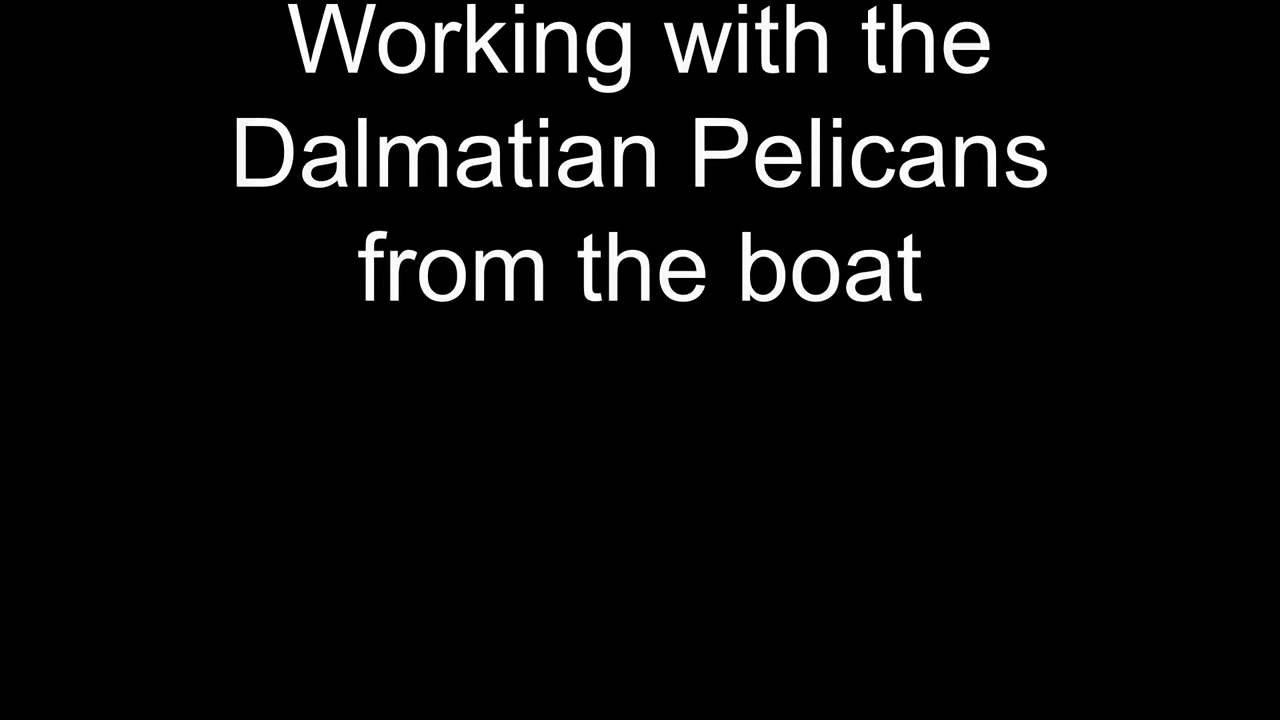 Working with the
Dalmatian Pelicans
from the boat